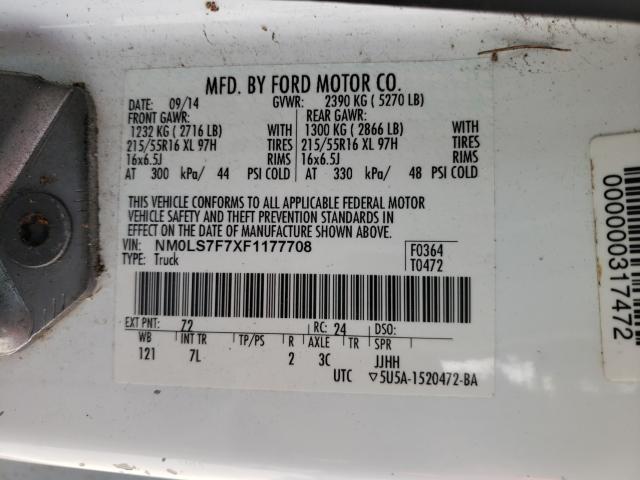 MFD. BY FORD MOTOR CO.
DATE: 09/14 GVWR: 2390 KG ( 5270 LB)
FRONT GAWR: REAR GAWR:
1232 KG ( 2716 LB) WITH 1300 KG ( 2866 LB) WITH
215/55R16 XL 97H TIRES 215/55R16 XL 97H TIRES
16x6.5J RIMS 16x6.5J RIMS
AT 300 kPa/ 44 PSI COLD AT 330 kPa/ 48 PSI COLD
THIS VEHICLE CONFORMS TO ALL APPLICABLE FEDERAL MOTOR
VEHICLE SAFETY AND THEFT PREVENTION STANDARDS IN
EFFECT ON THE DATE OF MANUFACTURE SHOWN ABOVE.
VIN: NM0LS7F7XF1177708 F0364
TYPE: Truck T0472
EXT PNT: 72 RC: 24 DSO:
WB INT TR TP/PS R AXLE TR SPR
121 7L 2 3C JJHH
UTC ▽5U5A-1520472-BA
0000000317472